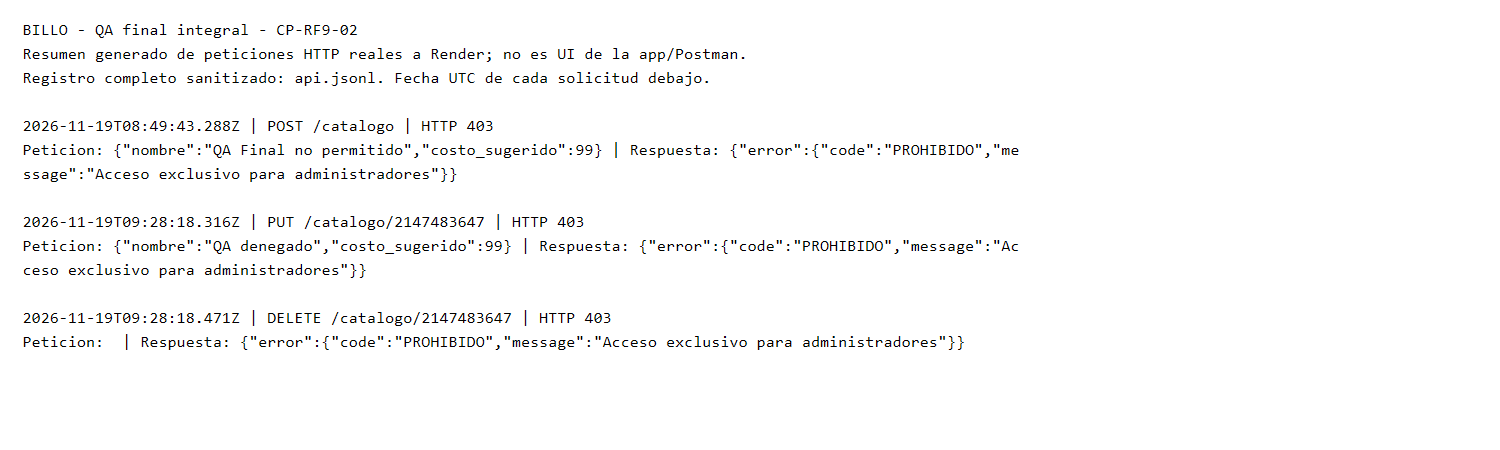 BILLO - QA final integral - CP-RF9-02
Resumen generado de peticiones HTTP reales a Render; no es UI de la app/Postman.
Registro completo sanitizado: api.jsonl. Fecha UTC de cada solicitud debajo.
2026-11-19T08:49:43.288Z | POST /catalogo | HTTP 403
Peticion: {"nombre":"QA Final no permitido","costo_sugerido":99} | Respuesta: {"error":{"code":"PROHIBIDO","me
ssage":"Acceso exclusivo para administradores"}}
2026-11-19T09:28:18.316Z | PUT /catalogo/2147483647 | HTTP 403
Peticion: {"nombre":"QA denegado","costo_sugerido":99} | Respuesta: {"error":{"code":"PROHIBIDO","message":"Ac
ceso exclusivo para administradores"}}
2026-11-19T09:28:18.471Z | DELETE /catalogo/2147483647 | HTTP 403
Peticion:  | Respuesta: {"error":{"code":"PROHIBIDO","message":"Acceso exclusivo para administradores"}}